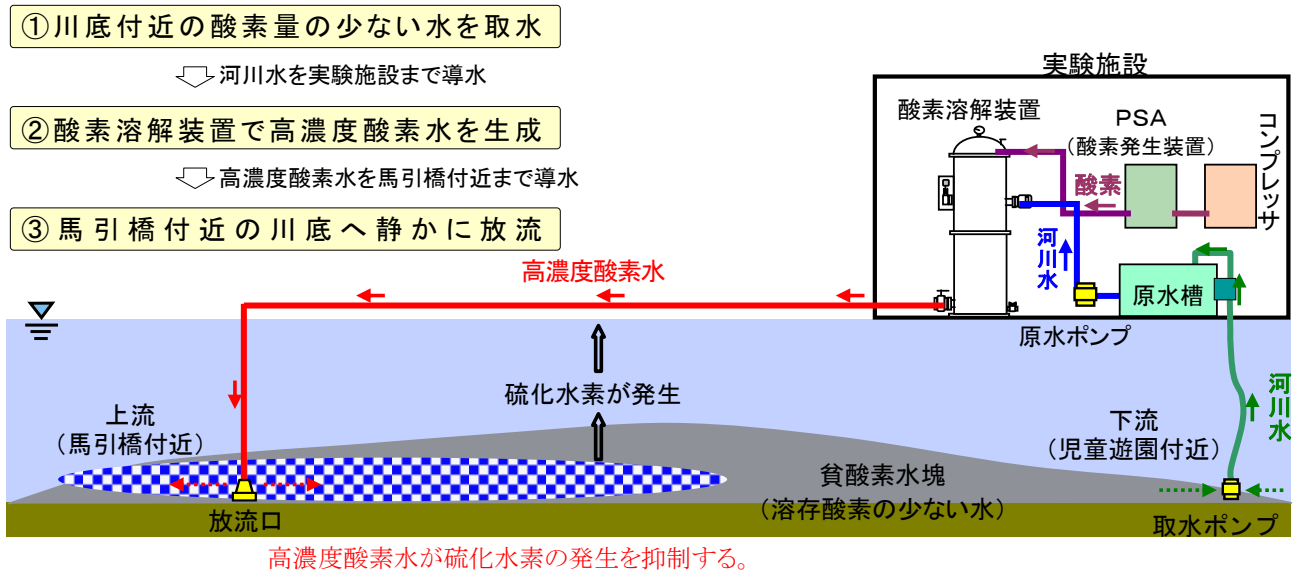 ①川底付近の酸素量の少ない水を取水
河川水を実験施設まで導水
②酸素溶解装置で高濃度酸素水を生成
高濃度酸素水を馬引橋付近まで導水
③馬引橋付近の川底へ静かに放流
実験施設
酸素溶解装置
PSA
(酸素発生装置)
コンプレッサ
酸素
河川水
原水槽
原水ポンプ
高濃度酸素水
硫化水素が発生
上流
(馬引橋付近)
放流口
貧酸素水塊
(溶存酸素の少ない水)
下流
(児童遊園付近)
河川水
取水ポンプ
高濃度酸素水が硫化水素の発生を抑制する。